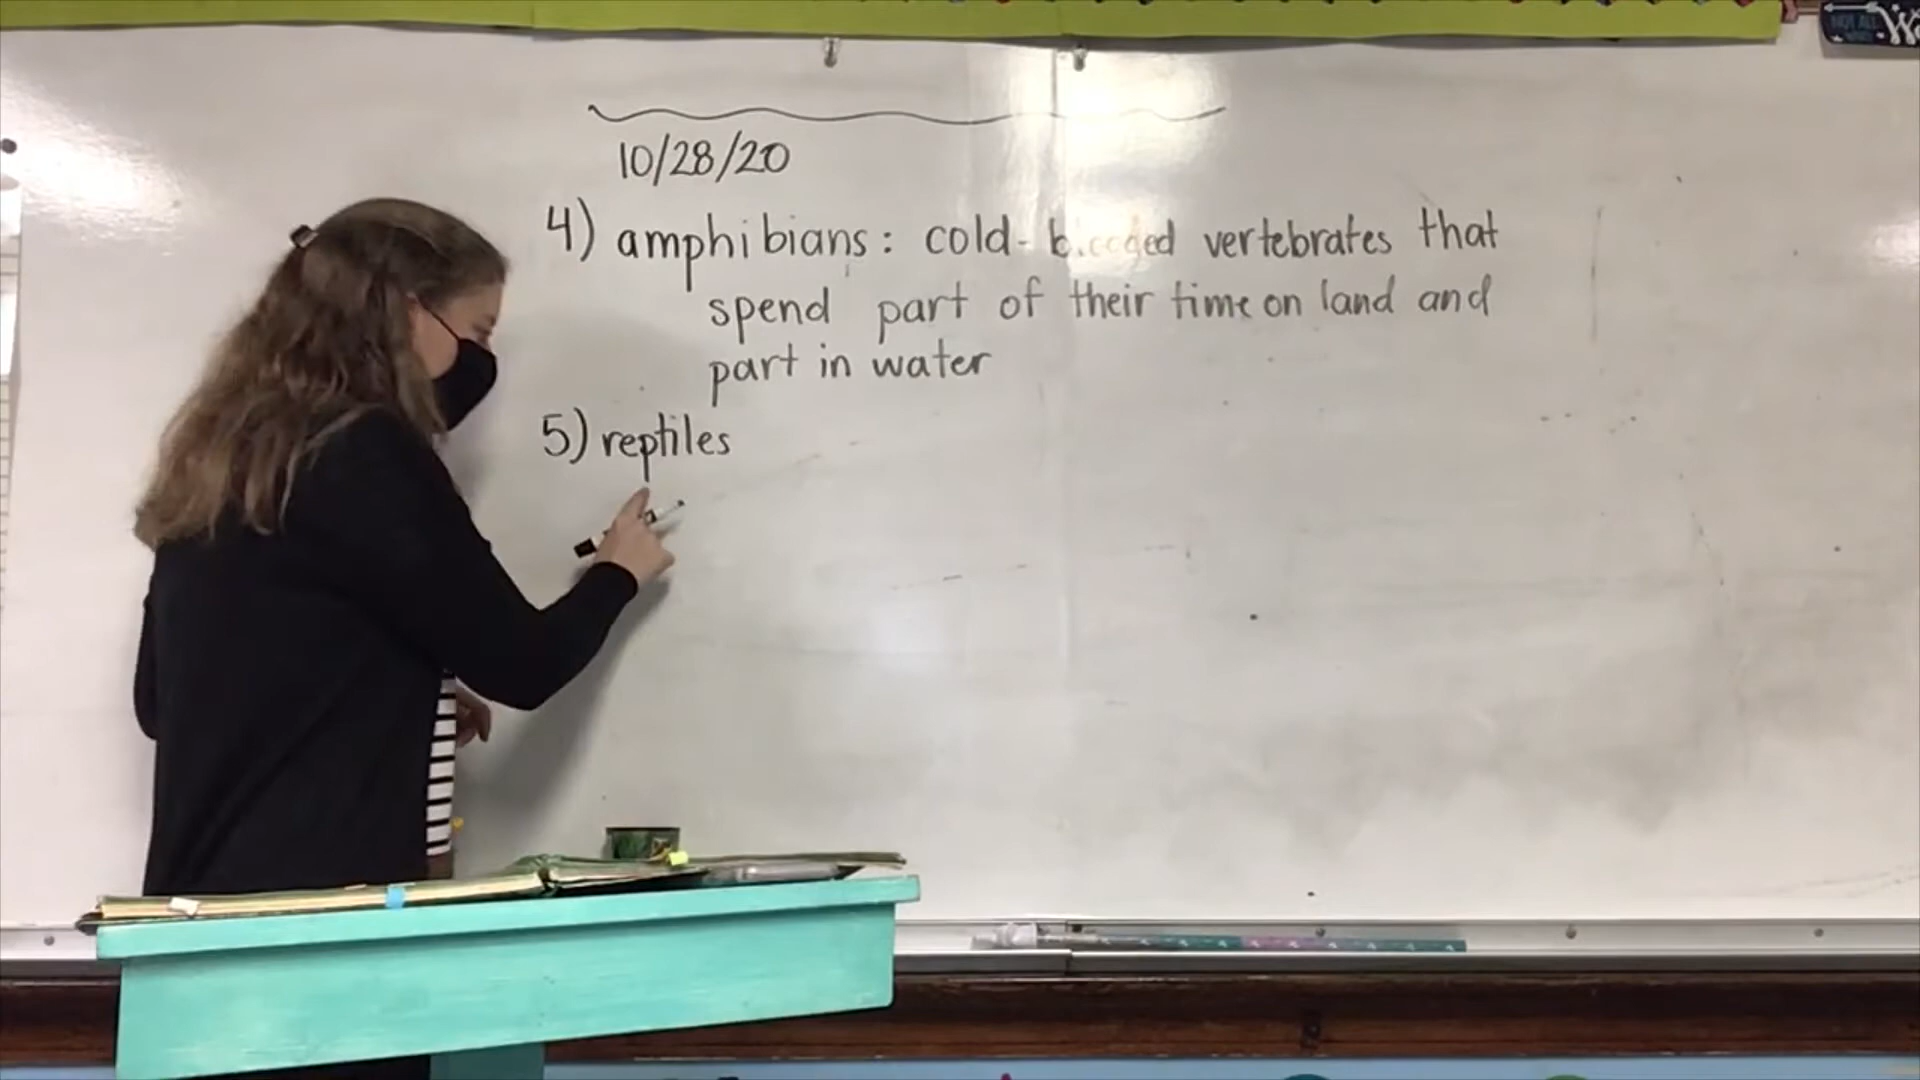 10/28/20
4) amphibians: cold-blooded vertebrates that
spend part of their time on land and
part in water
5) reptiles